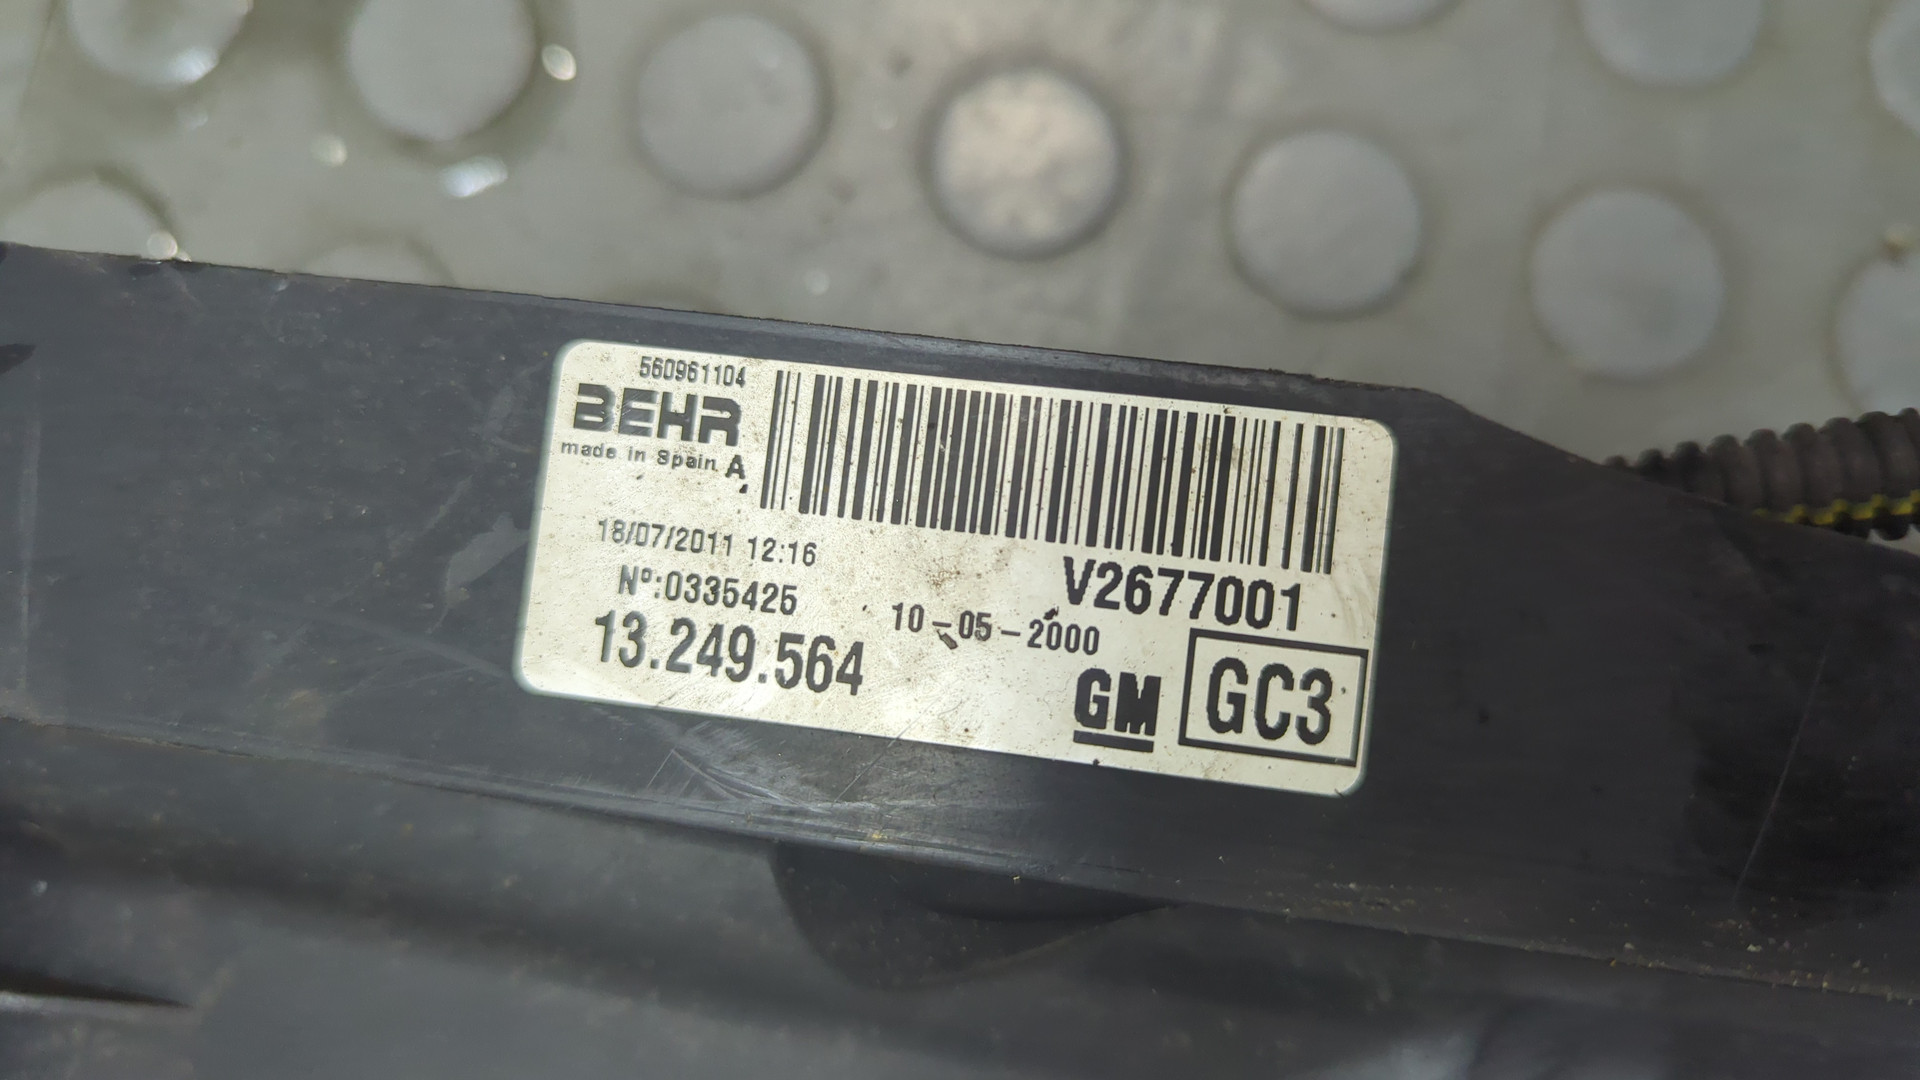 560961104
BEHR
made in Spain A
18/07/2011 12:16
Nº:0335425
13.249.564
10-05-2000
V2677001
GM
GC3